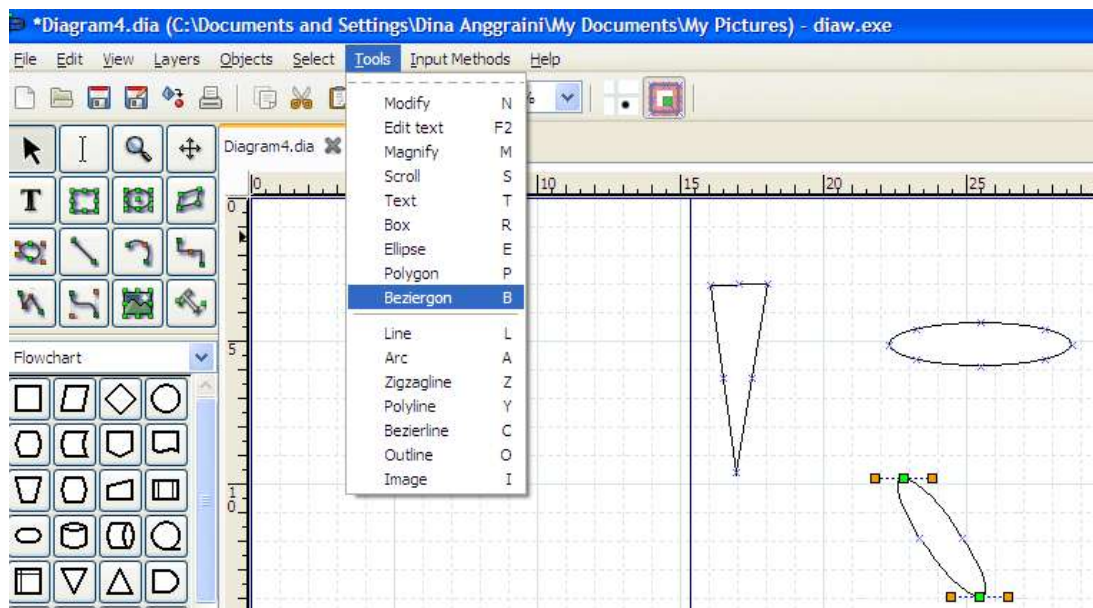 *Diagram4.dia (C:\Documents and Settings\Dina Anggraini\My Documents\My Pictures) - diaw.exe
File Edit View Layers Objects Select Tools Input Methods Help
Modify N
Edit text F2
Magnify M
Scroll S
Text T
Box R
Ellipse E
Polygon P
Beziergon B
Line L
Arc A
Zigzagline Z
Polyline Y
Bezierline C
Outline O
Image I
T
Diagram4.dia
0 10 15 20 25
0
5
10
Flowchart